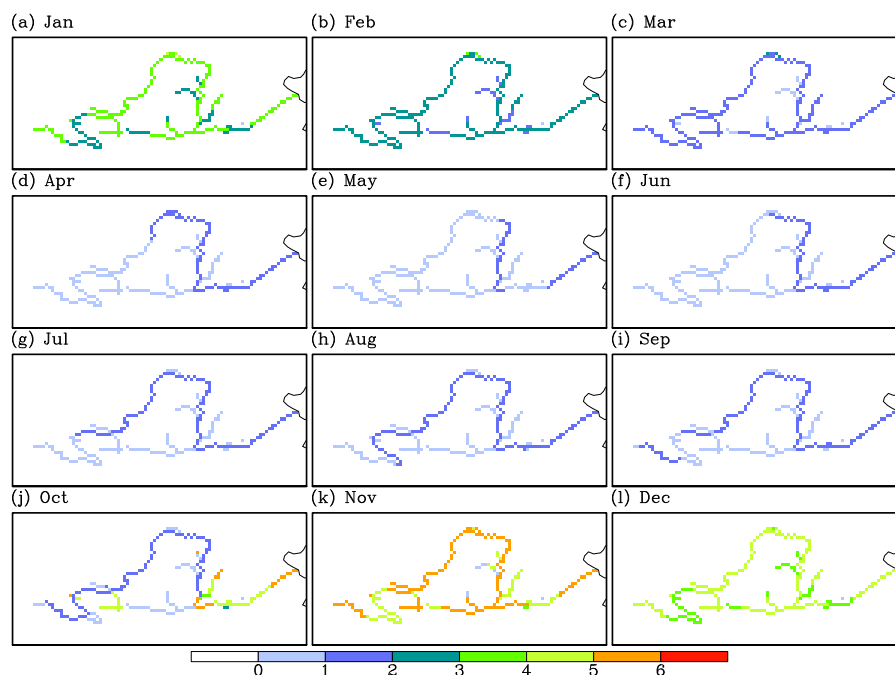 (a) Jan (b) Feb (c) Mar
(d) Apr (e) May (f) Jun
(g) Jul (h) Aug (i) Sep
(j) Oct (k) Nov (l) Dec
0 1 2 3 4 5 6